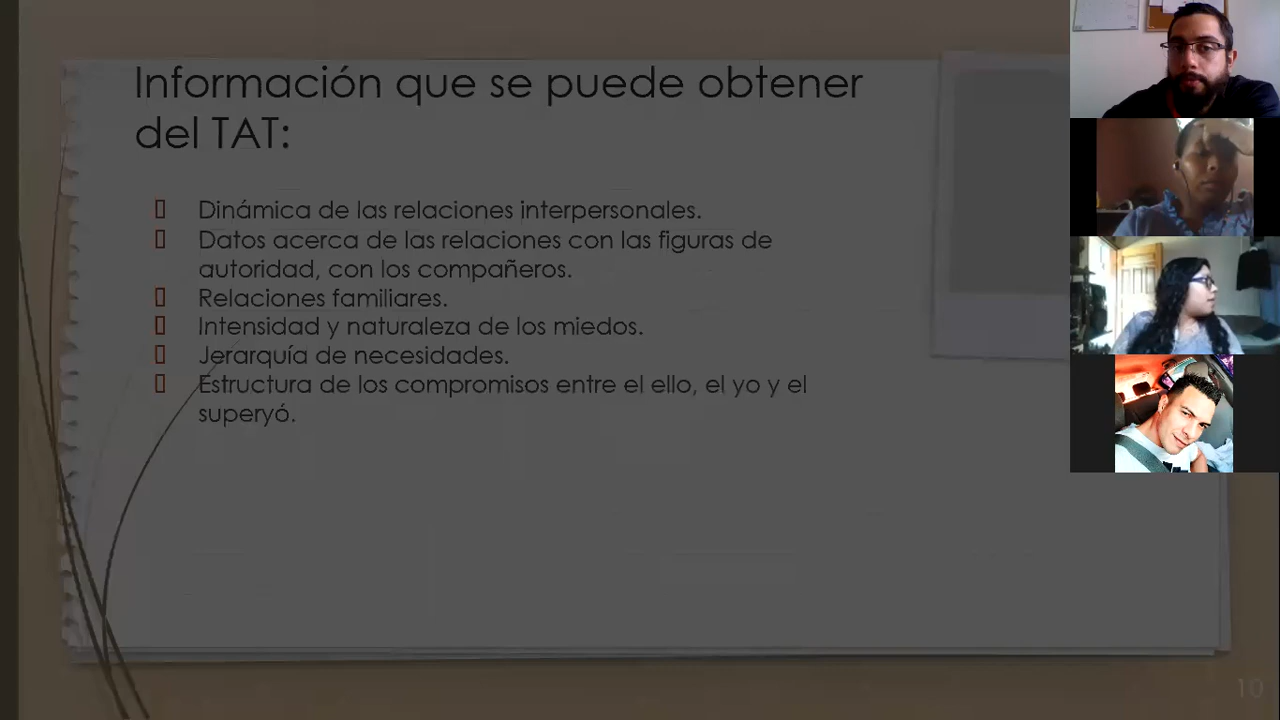 Información que se puede obtener
del TAT:
Dinámica de las relaciones interpersonales.
Datos acerca de las relaciones con las figuras de
autoridad, con los compañeros.
Relaciones familiares.
Intensidad y naturaleza de los miedos.
Jerarquía de necesidades.
Estructura de los compromisos entre el ello, el yo y el
superyó.
10